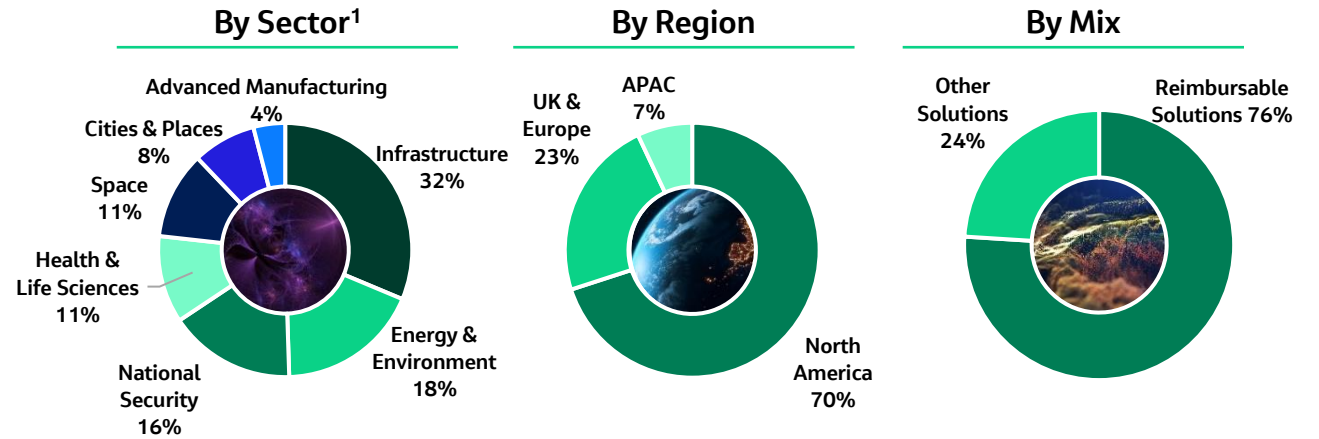 By Sector¹
Advanced Manufacturing
4%
Cities & Places
8%
Space
11%
Health &
Life Sciences
11%
National
Security
16%
Infrastructure
32%
Energy &
Environment
18%
By Region
UK &
Europe
23%
APAC
7%
North
America
70%
By Mix
Other
Solutions
24%
Reimbursable
Solutions 76%